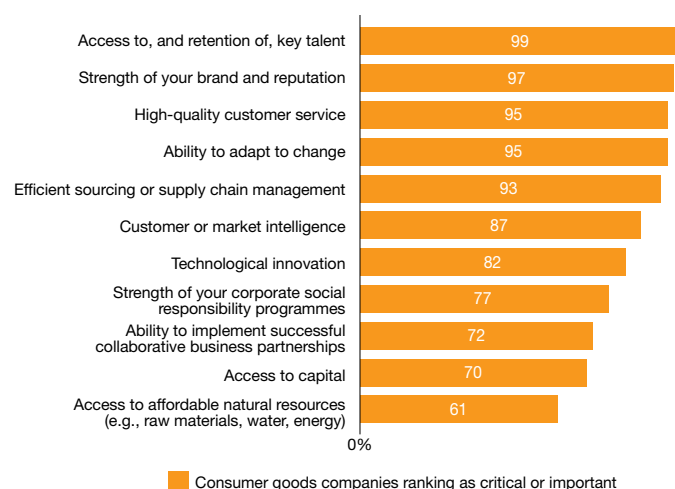 Access to, and retention of, key talent 99
Strength of your brand and reputation 97
High-quality customer service 95
Ability to adapt to change 95
Efficient sourcing or supply chain management 93
Customer or market intelligence 87
Technological innovation 82
Strength of your corporate social
responsibility programmes 77
Ability to implement successful
collaborative business partnerships 72
Access to capital 70
Access to affordable natural resources
(e.g., raw materials, water, energy) 61
0%
Consumer goods companies ranking as critical or important